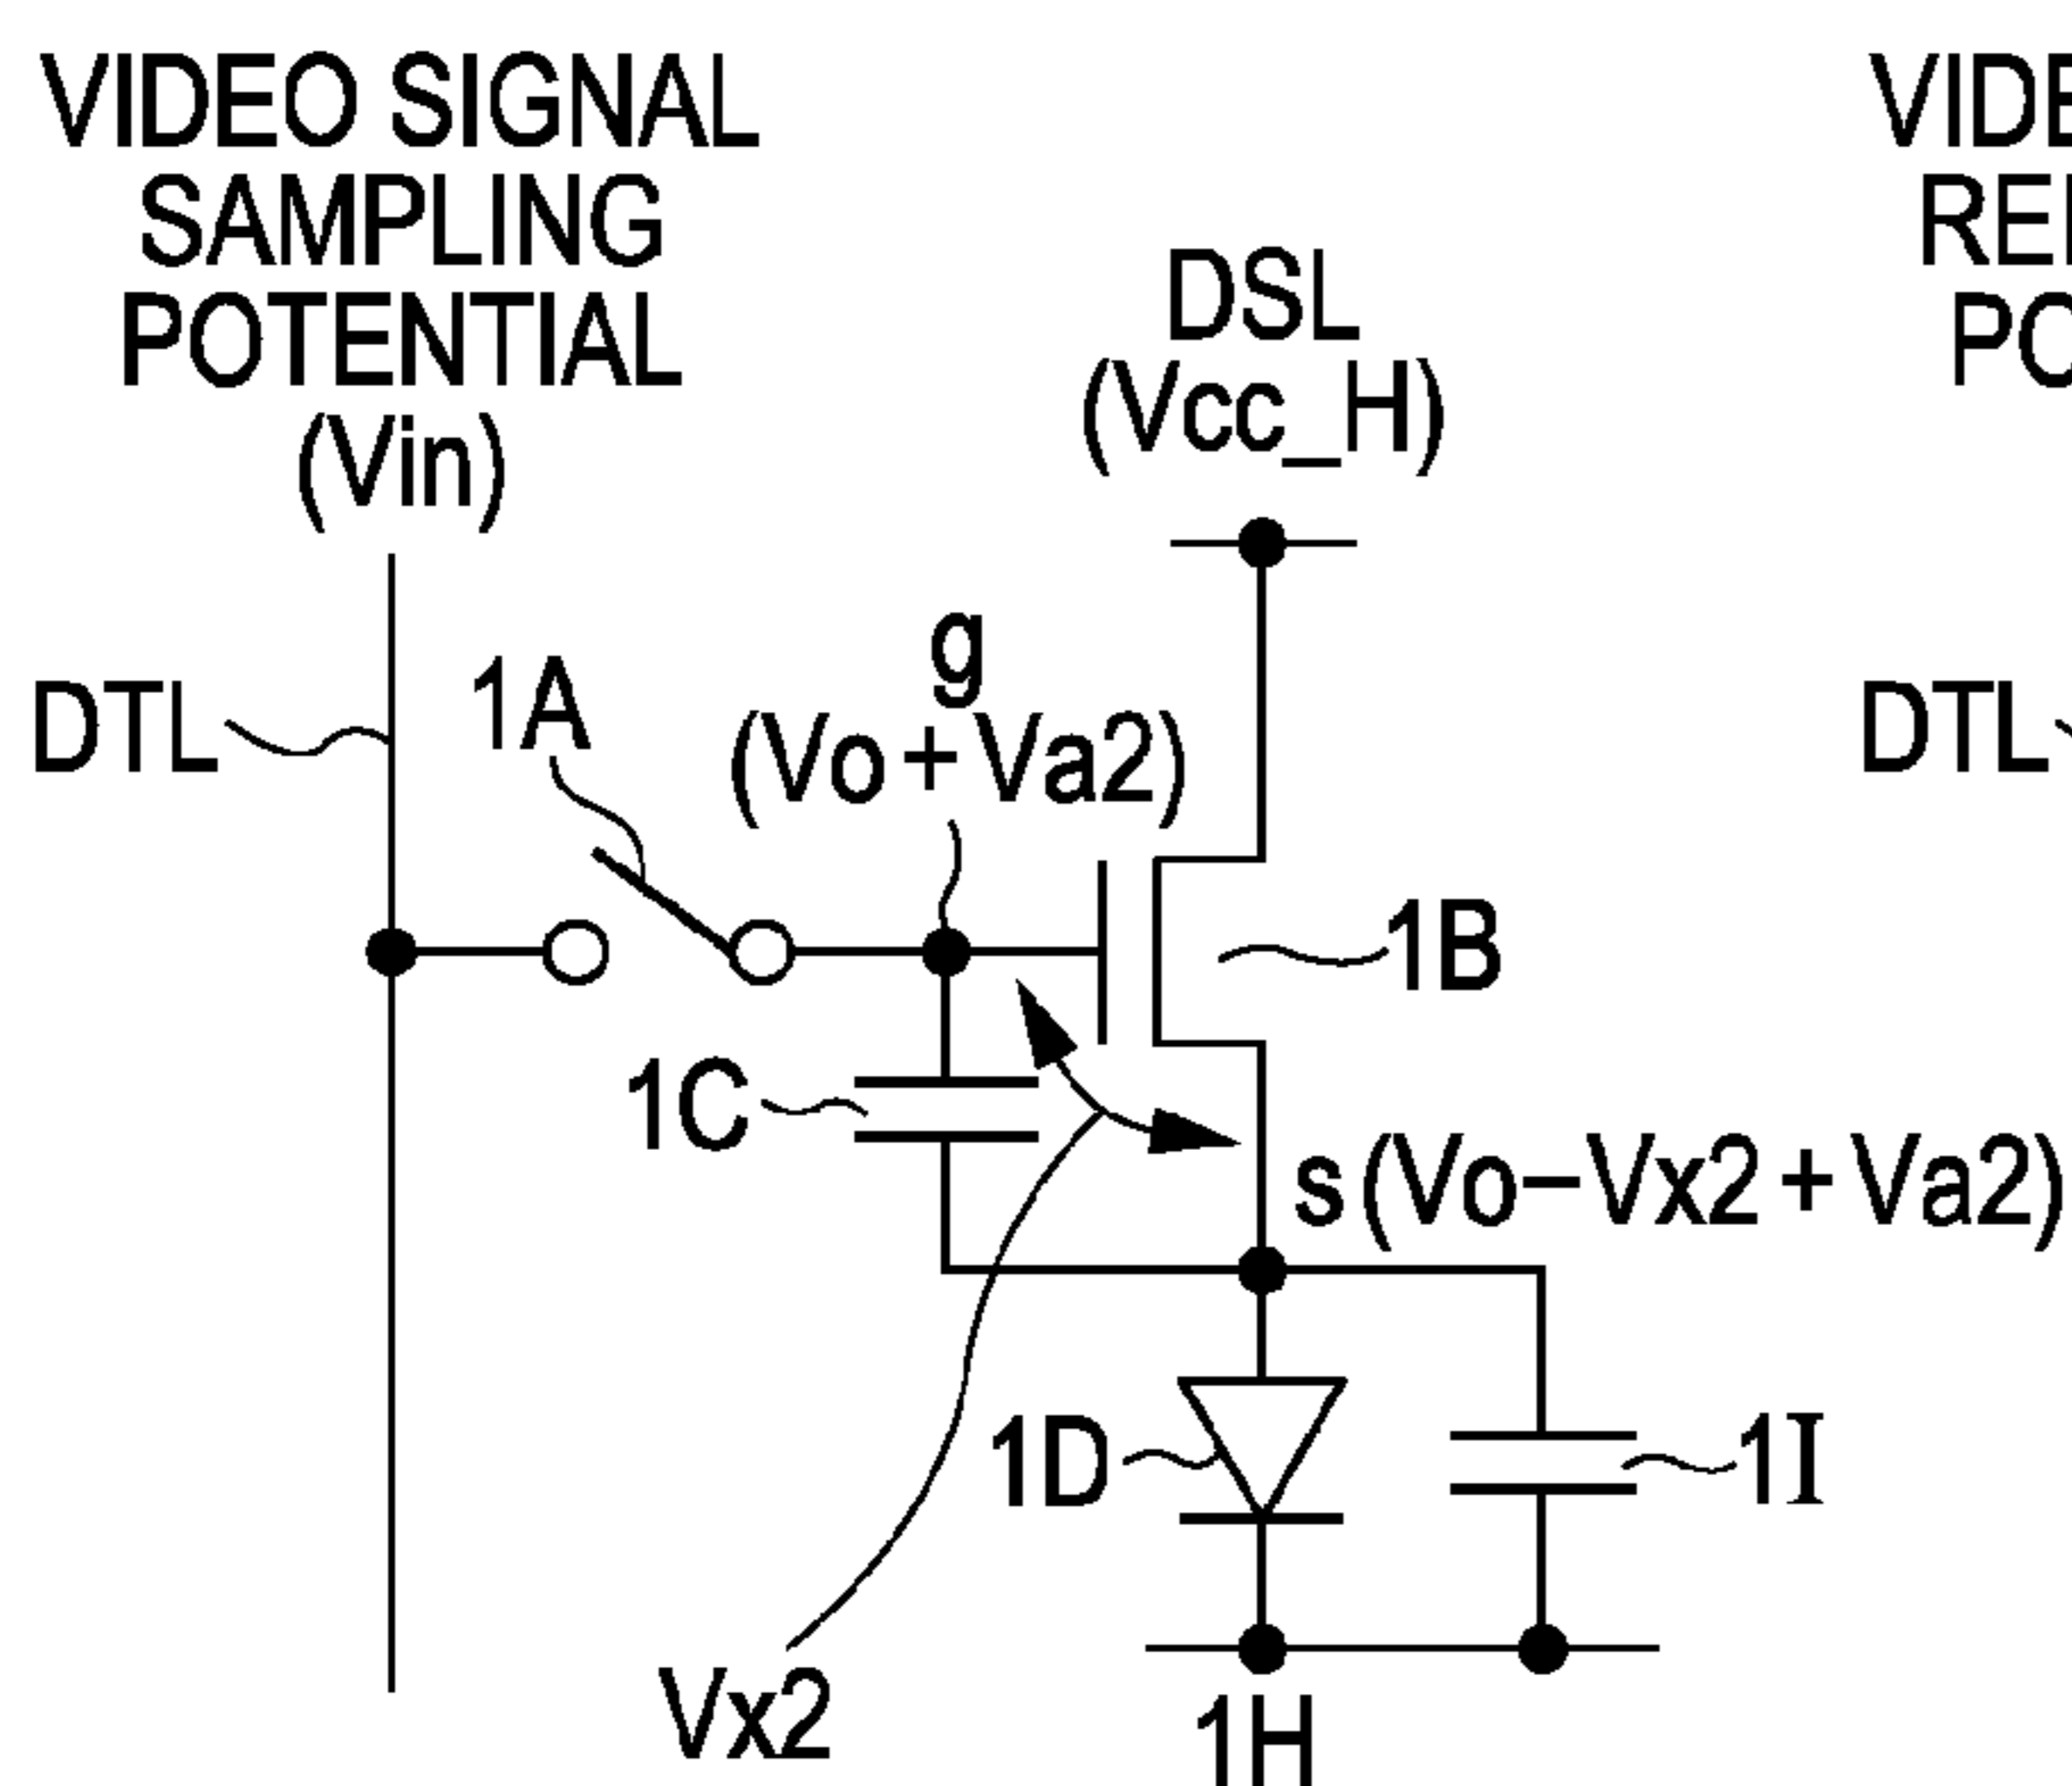 VIDEO SIGNAL
SAMPLING
POTENTIAL
(Vin)
DSL
(Vcc_H)
DTL
1A
g
(Vo+Va2)
1B
1C
s(Vo−Vx2+Va2)
1D
1I
Vx2
1H
DTL